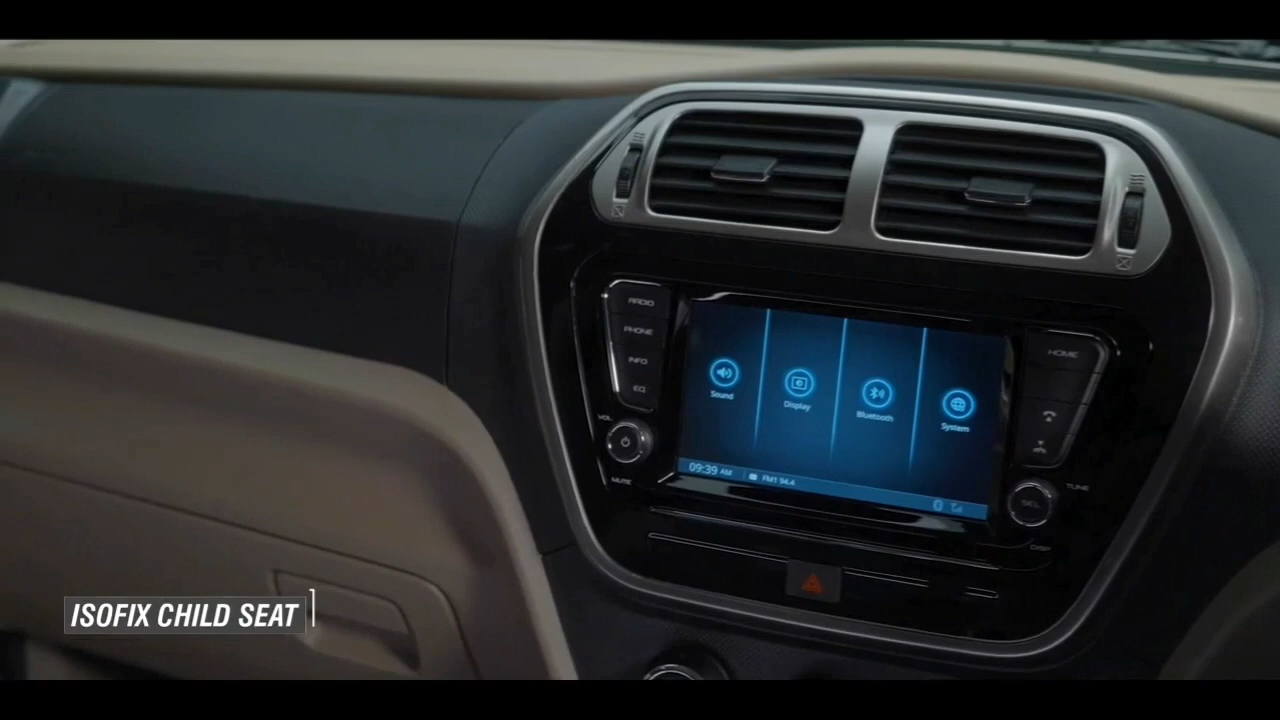 RADIO
PHONE
INFO
EQ
VOL
MUTE
Sound
Display
Bluetooth
System
09:39 AM
FM1 94.4
HOME
TUNE
SEL
DISP
ISOFIX CHILD SEAT